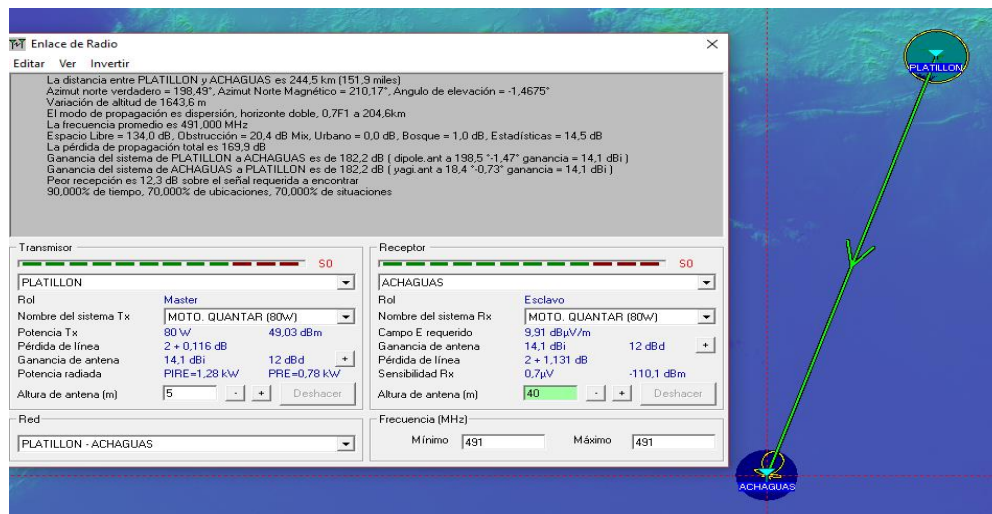 Enlace de Radio
Editar Ver Invertir
La distancia entre PLATILLON y ACHAGUAS es 244,5 km (151,9 miles)
Azimut norte verdadero = 198,49°, Azimut Norte Magnético = 210,17°, Angulo de elevación = -1,4675°
Variación de altitud de 1643,6 m
El modo de propagación es dispersión, horizonte doble, 0,7F1 a 204,6km
La frecuencia promedio es 491,000 MHz
Espacio Libre = 134,0 dB, Obstrucción = 20,4 dB Mix, Urbano = 0,0 dB, Bosque = 1,0 dB, Estadísticas = 14,5 dB
La pérdida de propagación total es 169,9 dB
Ganancia del sistema de PLATILLON a ACHAGUAS es de 182,2 dB ( dipole.ant a 198,5 °-1,47° ganancia = 14,1 dBi )
Ganancia del sistema de ACHAGUAS a PLATILLON es de 182,2 dB ( yagi.ant a 18,4 °-0,73° ganancia = 14,1 dBi )
Peor recepción es 12,3 dB sobre el señal requerida a encontrar
90,000% de tiempo, 70,000% de ubicaciones, 70,000% de situaciones
Transmisor
S0
PLATILLON
Rol Master
Nombre del sistema Tx MOTO. QUANTAR (80W)
Potencia Tx 80 W 49,03 dBm
Pérdida de línea 2 + 0,116 dB
Ganancia de antena 14,1 dBi 12 dBd +
Potencia radiada PIRE=1,28 kW PRE=0,78 kW
Altura de antena (m) 5 - + Deshacer
Receptor
S0
ACHAGUAS
Rol Esclavo
Nombre del sistema Rx MOTO. QUANTAR (80W)
Campo E requerido 9,91 dBµV/m
Ganancia de antena 14,1 dBi 12 dBd +
Pérdida de línea 2 + 1,131 dB
Sensibilidad Rx 0,7µV -110,1 dBm
Altura de antena (m) 40 - + Deshacer
Red
PLATILLON - ACHAGUAS
Frecuencia (MHz)
Mínimo 491 Máximo 491
PLATILLON
ACHAGUAS